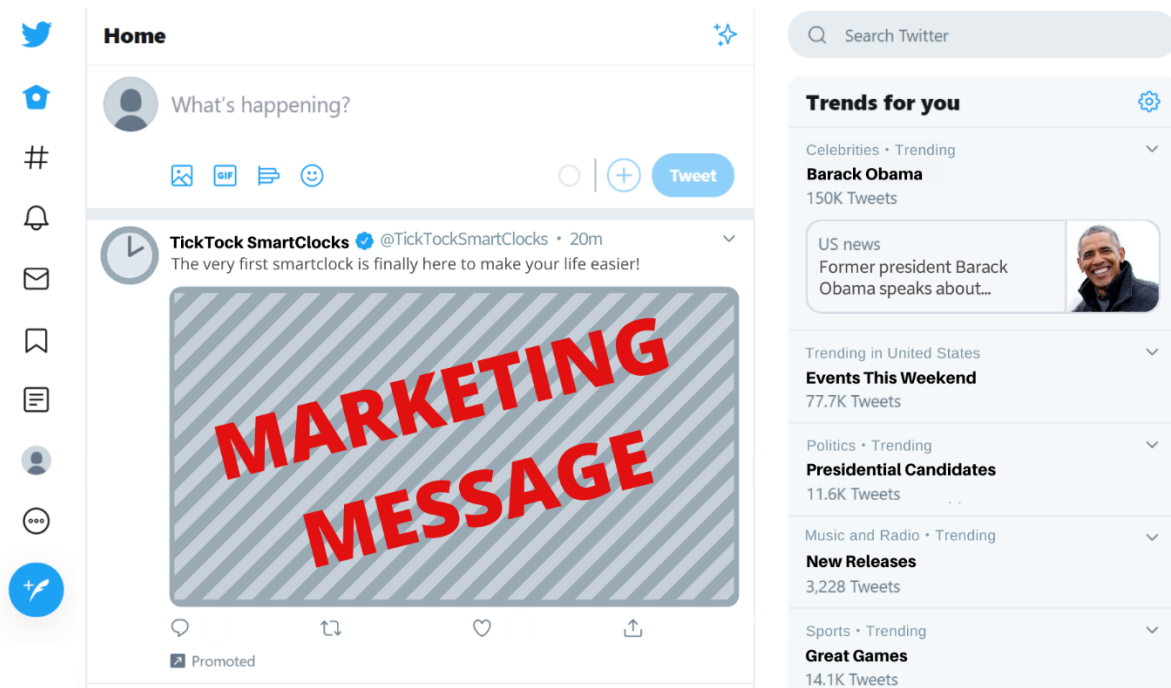 Home
What's happening?
GIF
Tweet
TickTock SmartClocks @TickTockSmartClocks · 20m
The very first smartclock is finally here to make your life easier!
MARKETING
MESSAGE
Promoted
Search Twitter
Trends for you
Celebrities · Trending
Barack Obama
150K Tweets
US news
Former president Barack
Obama speaks about...
Trending in United States
Events This Weekend
77.7K Tweets
Politics · Trending
Presidential Candidates
11.6K Tweets
Music and Radio · Trending
New Releases
3,228 Tweets
Sports · Trending
Great Games
14.1K Tweets